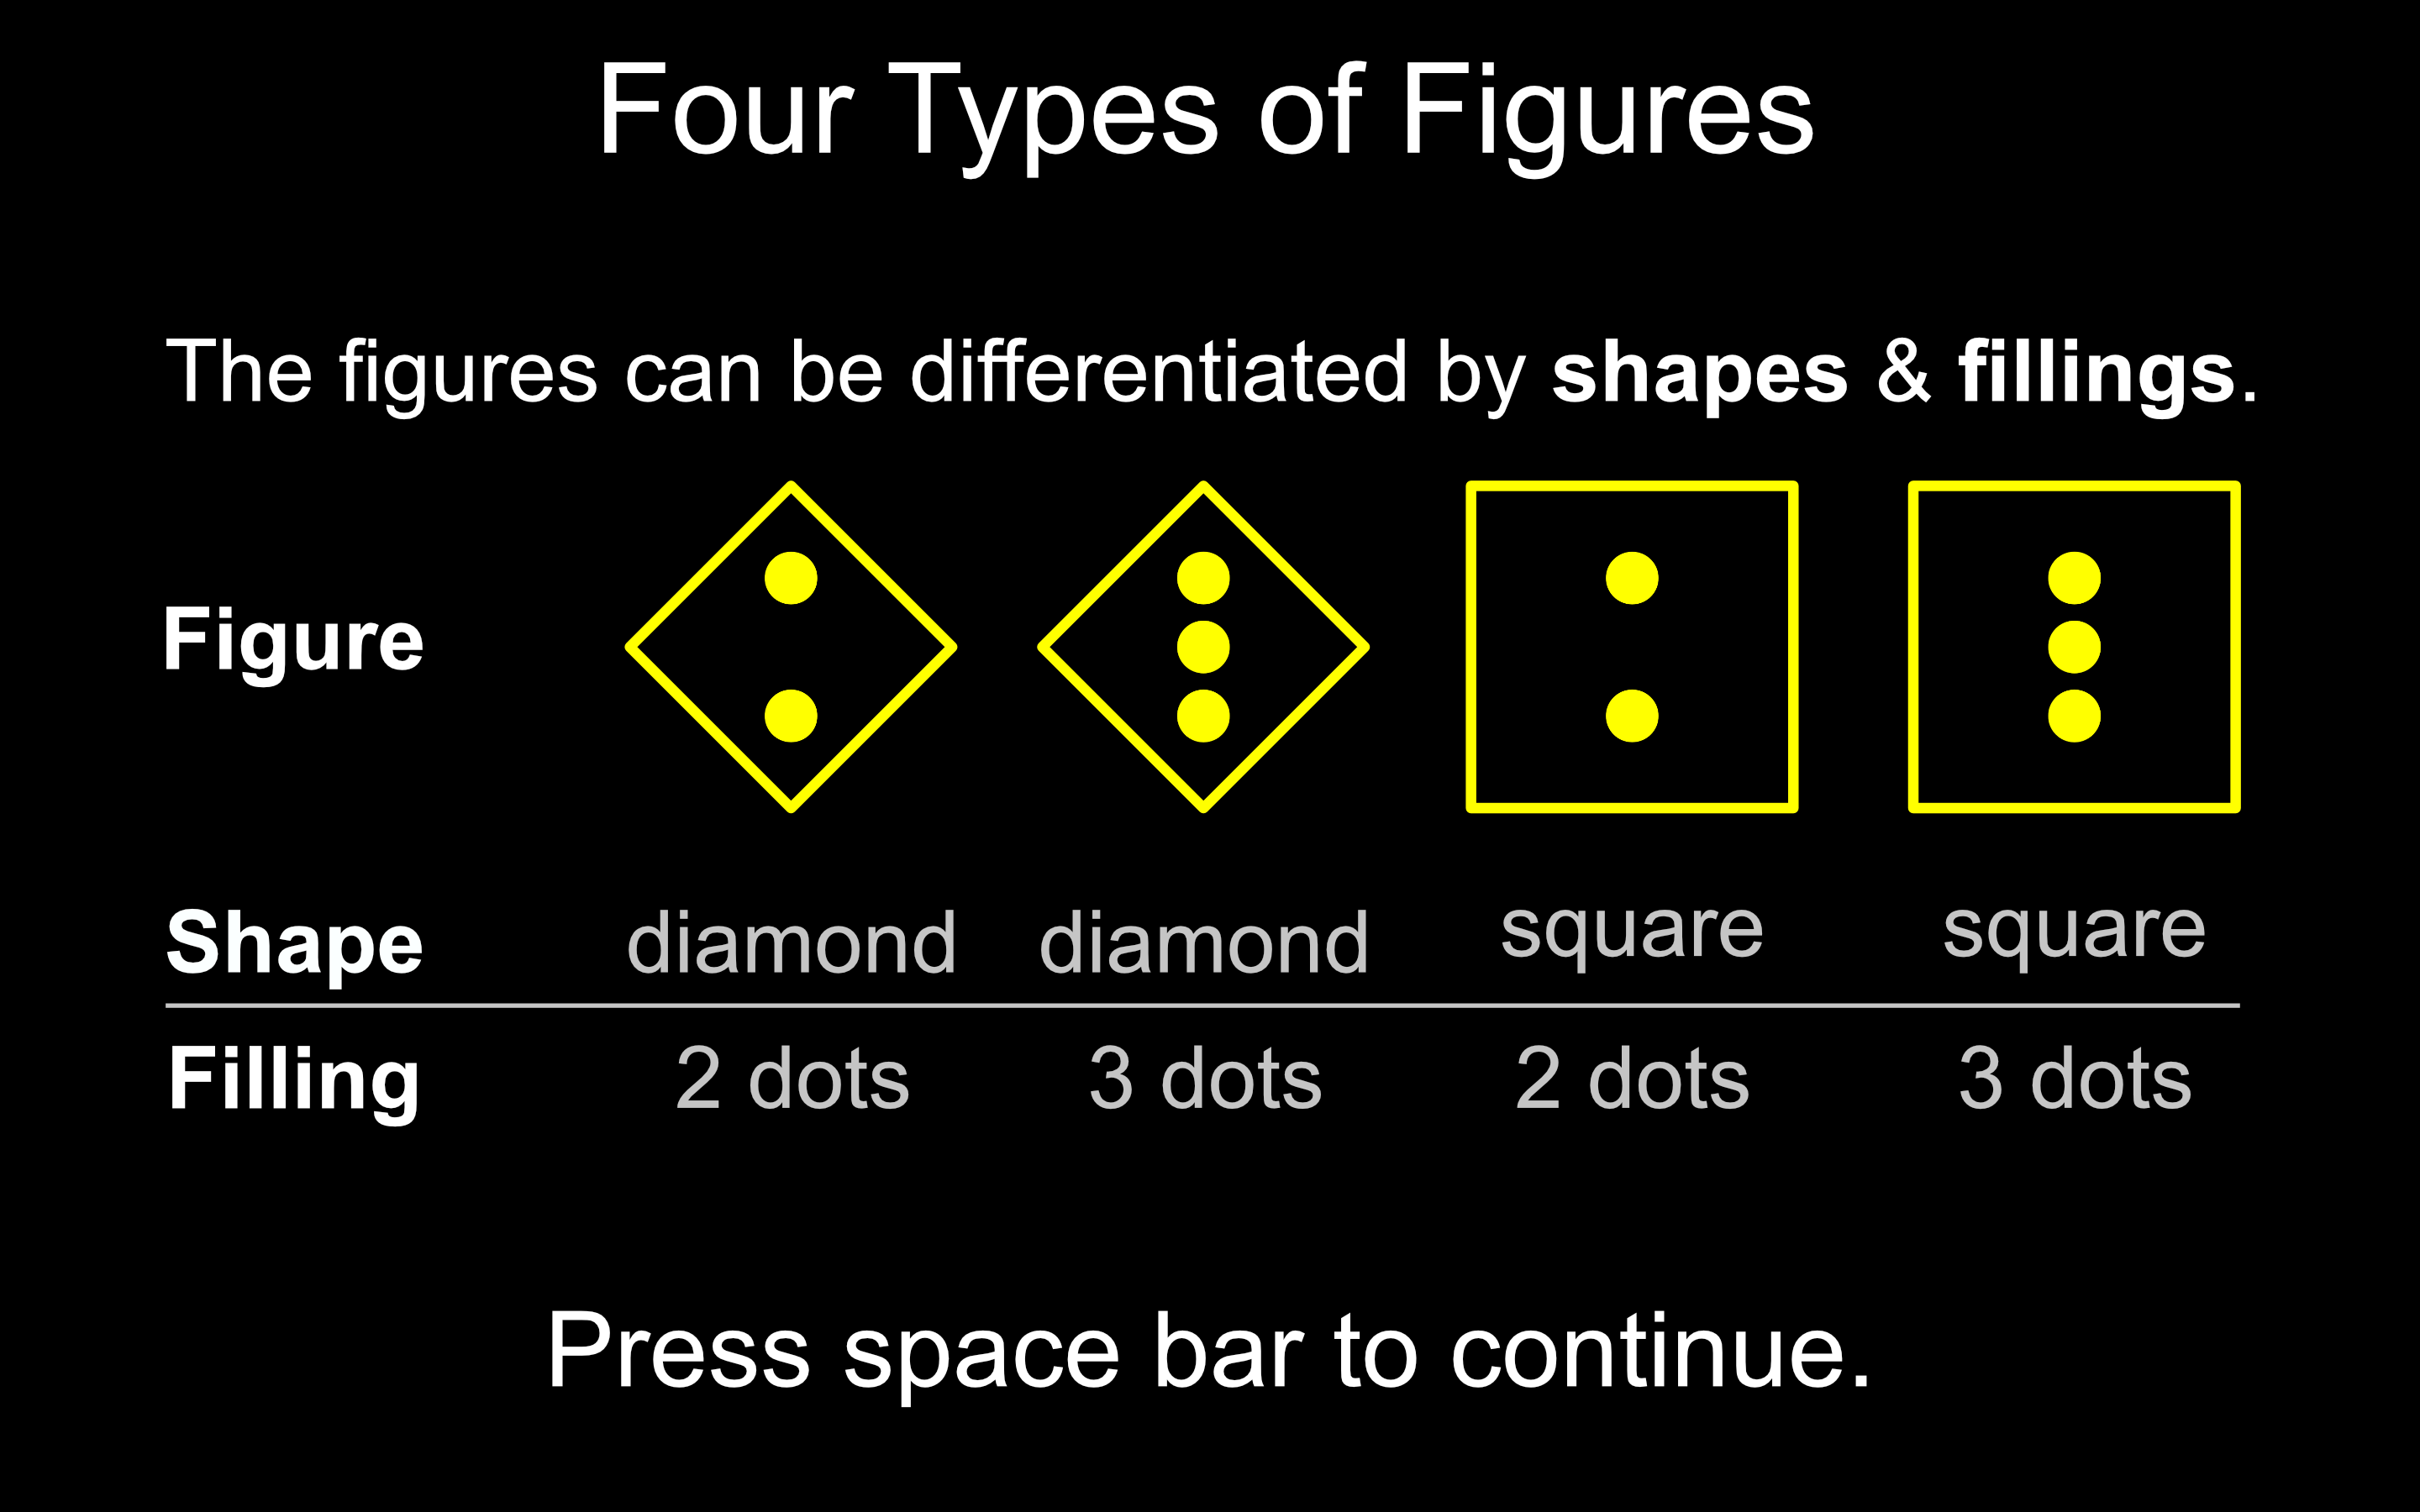 Four Types of Figures
The figures can be differentiated by shapes & fillings.
Figure
Shape diamond diamond square square
Filling 2 dots 3 dots 2 dots 3 dots
Press space bar to continue.